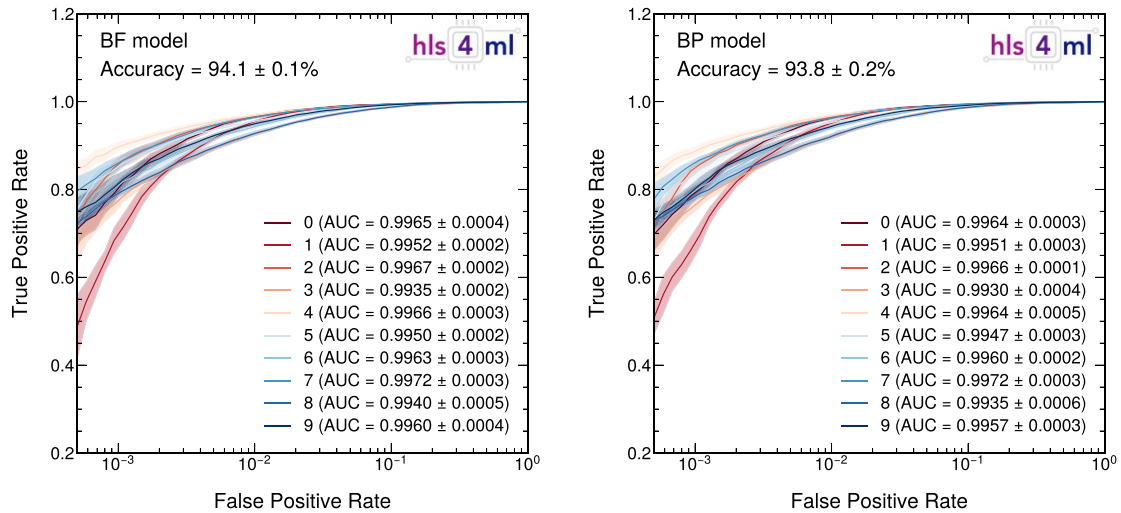 BF model
Accuracy = 94.1 ± 0.1%
hls 4 ml
1.2
1.0
0.8
0.6
0.4
0.2
True Positive Rate
0 (AUC = 0.9965 ± 0.0004)
1 (AUC = 0.9952 ± 0.0002)
2 (AUC = 0.9967 ± 0.0002)
3 (AUC = 0.9935 ± 0.0002)
4 (AUC = 0.9966 ± 0.0003)
5 (AUC = 0.9950 ± 0.0002)
6 (AUC = 0.9963 ± 0.0003)
7 (AUC = 0.9972 ± 0.0003)
8 (AUC = 0.9940 ± 0.0005)
9 (AUC = 0.9960 ± 0.0004)
10⁻³ 10⁻² 10⁻¹ 10⁰
False Positive Rate
BP model
Accuracy = 93.8 ± 0.2%
hls 4 ml
1.2
1.0
0.8
0.6
0.4
0.2
True Positive Rate
0 (AUC = 0.9964 ± 0.0003)
1 (AUC = 0.9951 ± 0.0003)
2 (AUC = 0.9966 ± 0.0001)
3 (AUC = 0.9930 ± 0.0004)
4 (AUC = 0.9964 ± 0.0005)
5 (AUC = 0.9947 ± 0.0003)
6 (AUC = 0.9960 ± 0.0002)
7 (AUC = 0.9972 ± 0.0003)
8 (AUC = 0.9935 ± 0.0006)
9 (AUC = 0.9957 ± 0.0003)
10⁻³ 10⁻² 10⁻¹ 10⁰
False Positive Rate